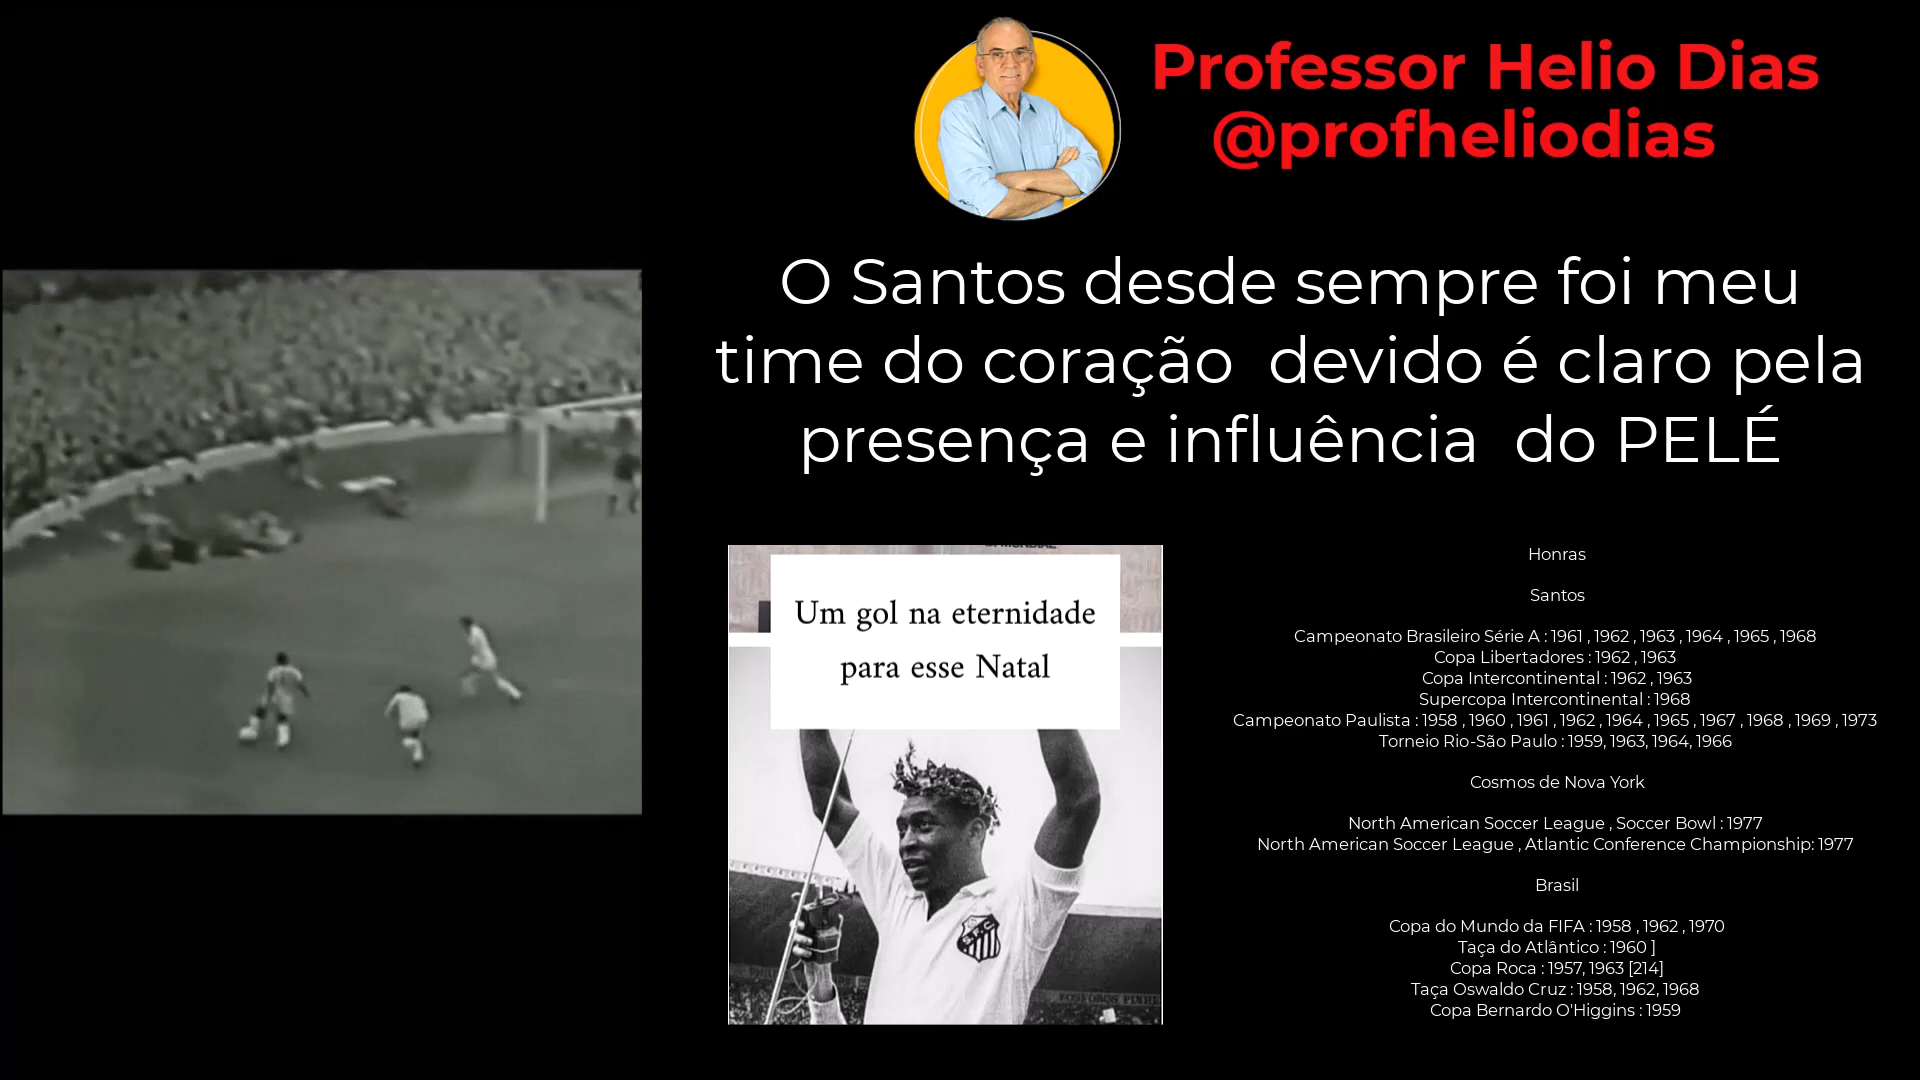 Professor Helio Dias
@profheliodias
O Santos desde sempre foi meu
time do coração devido é claro pela
presença e influência do PELÉ
Um gol na eternidade
para esse Natal
Honras
Santos
Campeonato Brasileiro Série A : 1961 , 1962 , 1963 , 1964 , 1965 , 1968
Copa Libertadores : 1962 , 1963
Copa Intercontinental : 1962 , 1963
Supercopa Intercontinental : 1968
Campeonato Paulista : 1958 , 1960 , 1961 , 1962 , 1964 , 1965 , 1967 , 1968 , 1969 , 1973
Torneio Rio-São Paulo : 1959, 1963, 1964, 1966
Cosmos de Nova York
North American Soccer League , Soccer Bowl : 1977
North American Soccer League , Atlantic Conference Championship: 1977
Brasil
Copa do Mundo da FIFA : 1958 , 1962 , 1970
Taça do Atlântico : 1960 ]
Copa Roca : 1957, 1963 [214]
Taça Oswaldo Cruz : 1958, 1962, 1968
Copa Bernardo O'Higgins : 1959